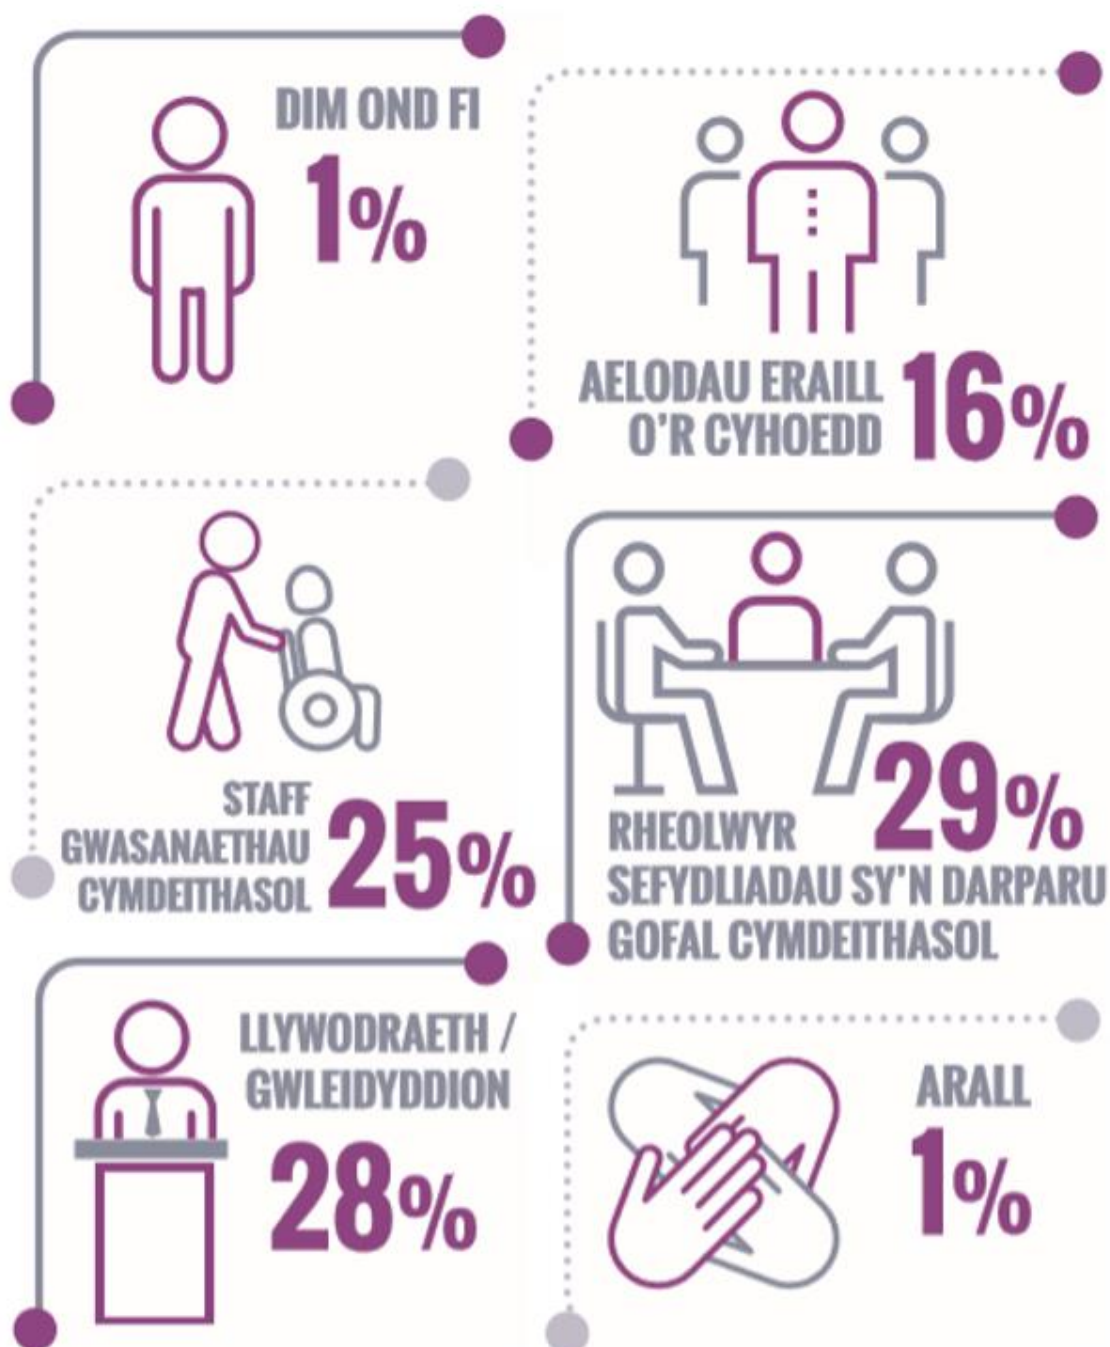 DIM OND FI
1%
AELODAU ERAILL
O'R CYHOEDD
16%
STAFF
GWASANAETHAU
CYMDEITHASOL
25%
29%
RHEOLWYR
SEFYDLIADAU SY'N DARPARU
GOFAL CYMDEITHASOL
LLYWODRAETH /
GWLEIDYDDION
28%
ARALL
1%